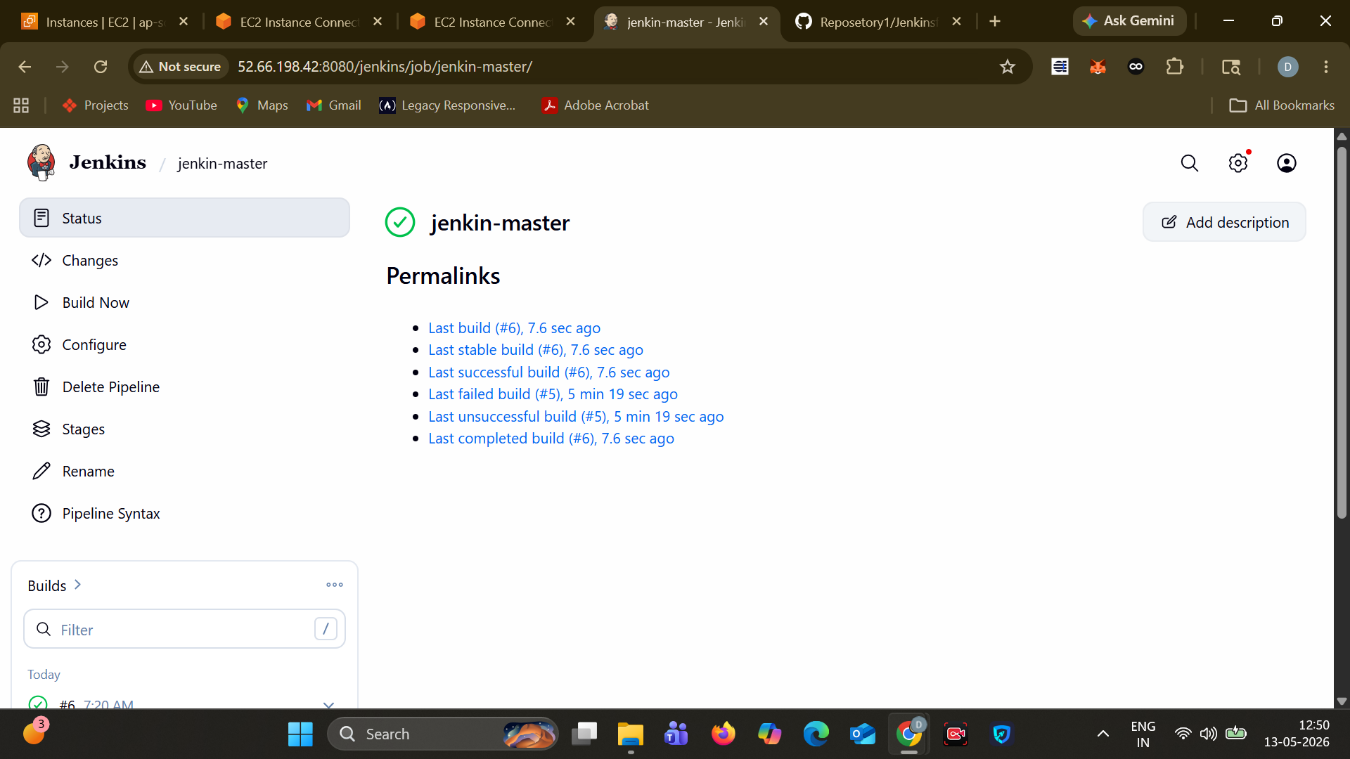 Instances | EC2 | ap-s
EC2 Instance Connect
EC2 Instance Connect
jenkin-master - Jenki
Reposetory1/Jenkinsf
Ask Gemini
Not secure
52.66.198.42:8080/jenkins/job/jenkin-master/
D
Projects
YouTube
Maps
Gmail
Legacy Responsive...
Adobe Acrobat
All Bookmarks
Jenkins / jenkin-master
Status
Changes
Build Now
Configure
Delete Pipeline
Stages
Rename
Pipeline Syntax
Builds
Filter
/
Today
#6 7:20 AM
jenkin-master
Add description
Permalinks
Last build (#6), 7.6 sec ago
Last stable build (#6), 7.6 sec ago
Last successful build (#6), 7.6 sec ago
Last failed build (#5), 5 min 19 sec ago
Last unsuccessful build (#5), 5 min 19 sec ago
Last completed build (#6), 7.6 sec ago
3
Search
D
ENG
IN
12:50
13-05-2026